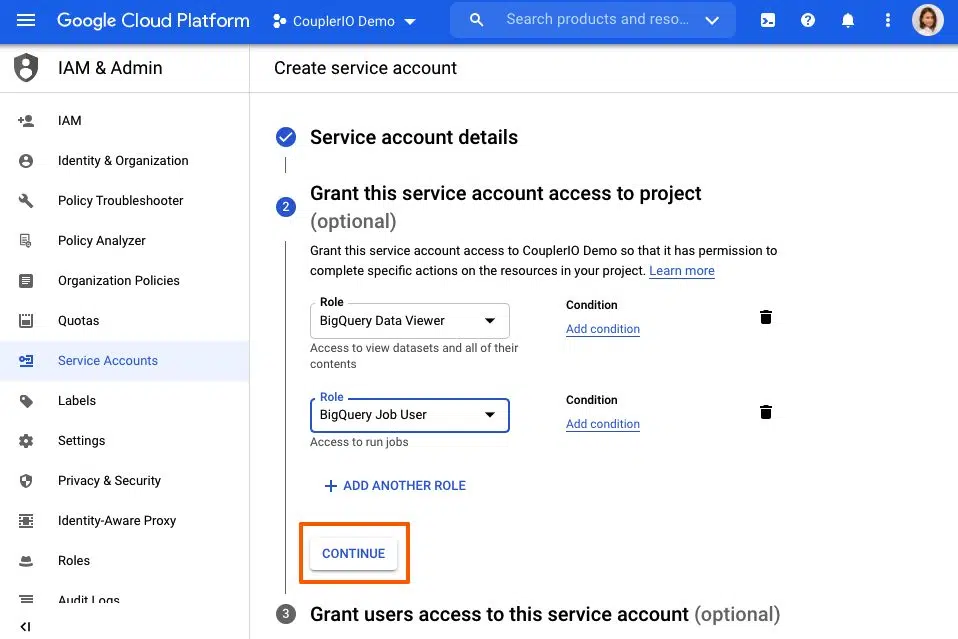 Google Cloud Platform
CouplerIO Demo
Search products and reso...
IAM & Admin
Create service account
IAM
Identity & Organization
Policy Troubleshooter
Policy Analyzer
Organization Policies
Quotas
Service Accounts
Labels
Settings
Privacy & Security
Identity-Aware Proxy
Roles
Audit Logs
Service account details
2
Grant this service account access to project
(optional)
Grant this service account access to CouplerIO Demo so that it has permission to
complete specific actions on the resources in your project. Learn more
Role
BigQuery Data Viewer
Access to view datasets and all of their
contents
Condition
Add condition
Role
BigQuery Job User
Access to run jobs
Condition
Add condition
ADD ANOTHER ROLE
CONTINUE
3
Grant users access to this service account (optional)